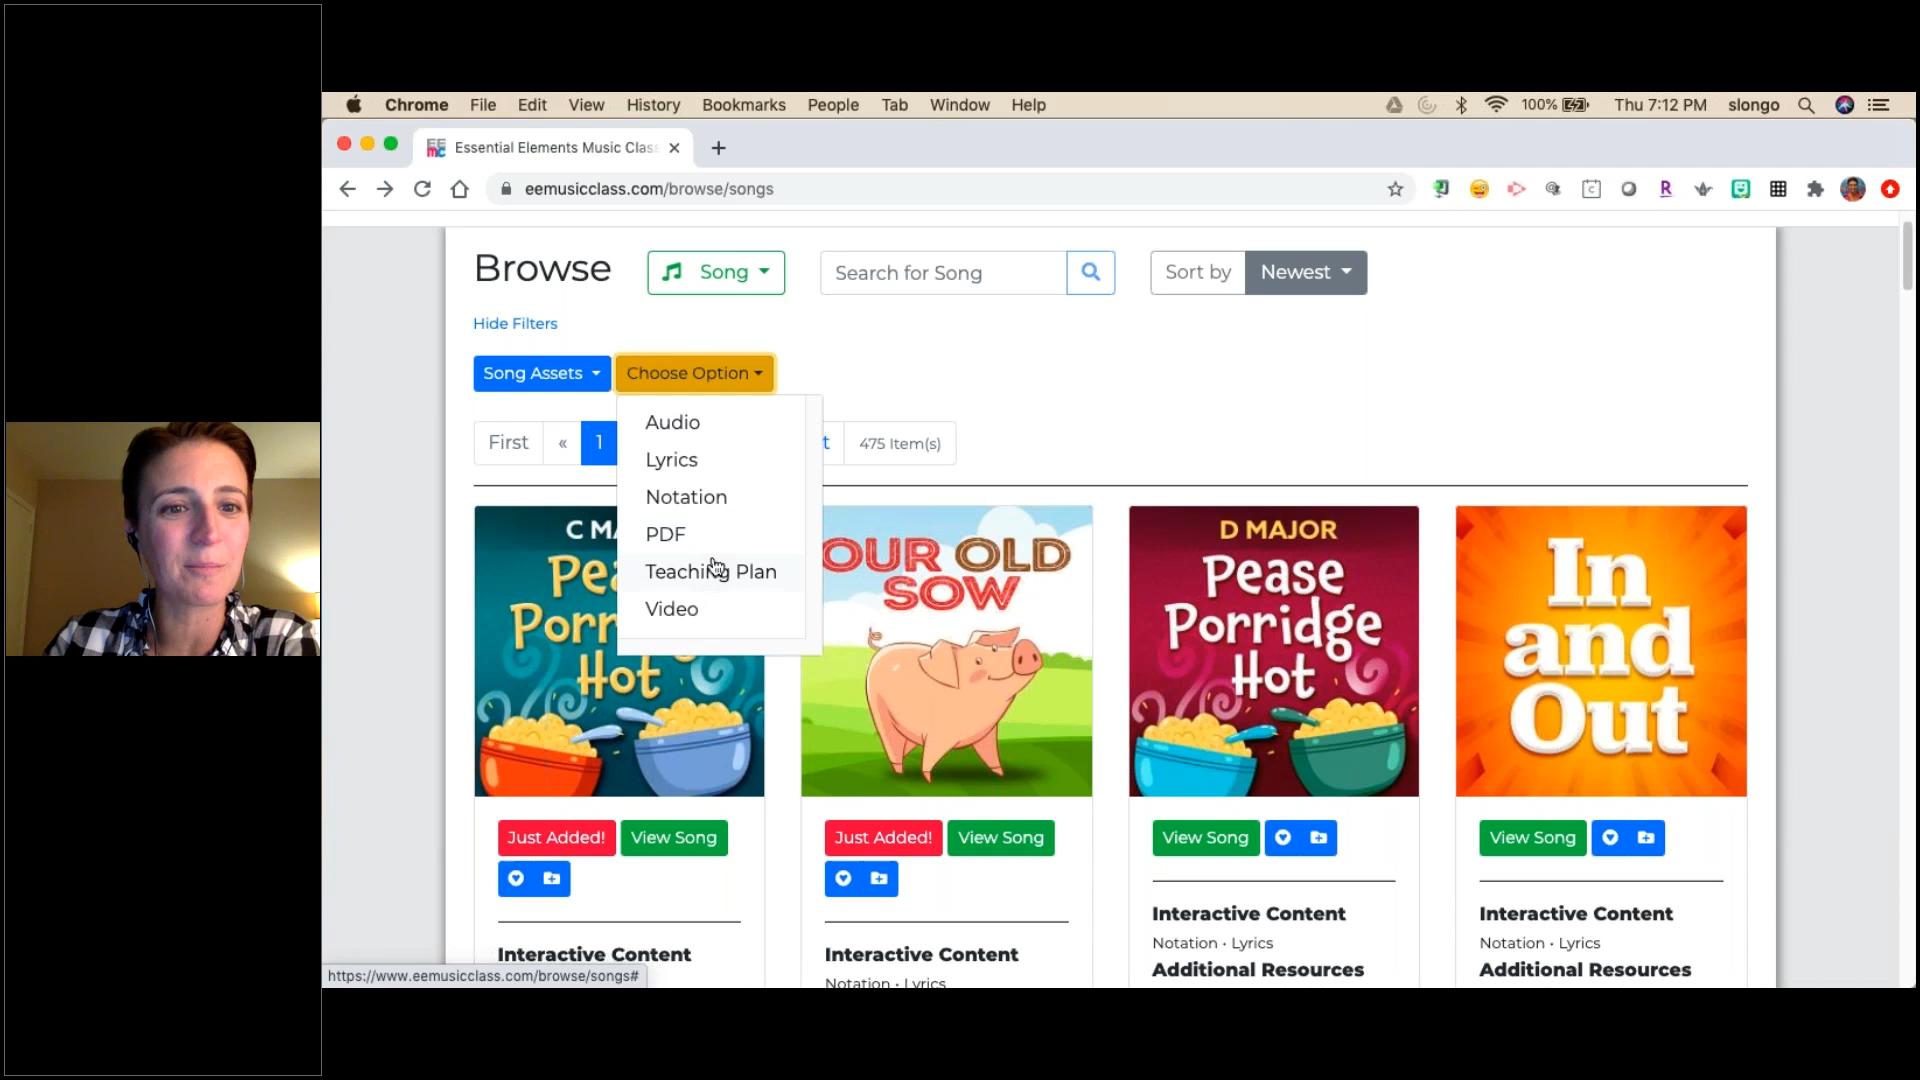 Chrome File Edit View History Bookmarks People Tab Window Help 100% Thu 7:12 PM slongo
Essential Elements Music Clas
eemusicclass.com/browse/songs
Browse Song Search for Song Sort by Newest
Hide Filters
Song Assets Choose Option
Audio
Lyrics
Notation
PDF
Teaching Plan
Video
First « 1 t 475 Item(s)
C MA
Pea
Porr
Hot
OUR OLD
SOW
D MAJOR
Pease
Porridge
Hot
In
and
Out
Just Added! View Song
Just Added! View Song
View Song
View Song
Interactive Content
Interactive Content
Notation · Lyrics
Interactive Content
Notation · Lyrics
Additional Resources
Interactive Content
Notation · Lyrics
Additional Resources
https://www.eemusicclass.com/browse/songs#